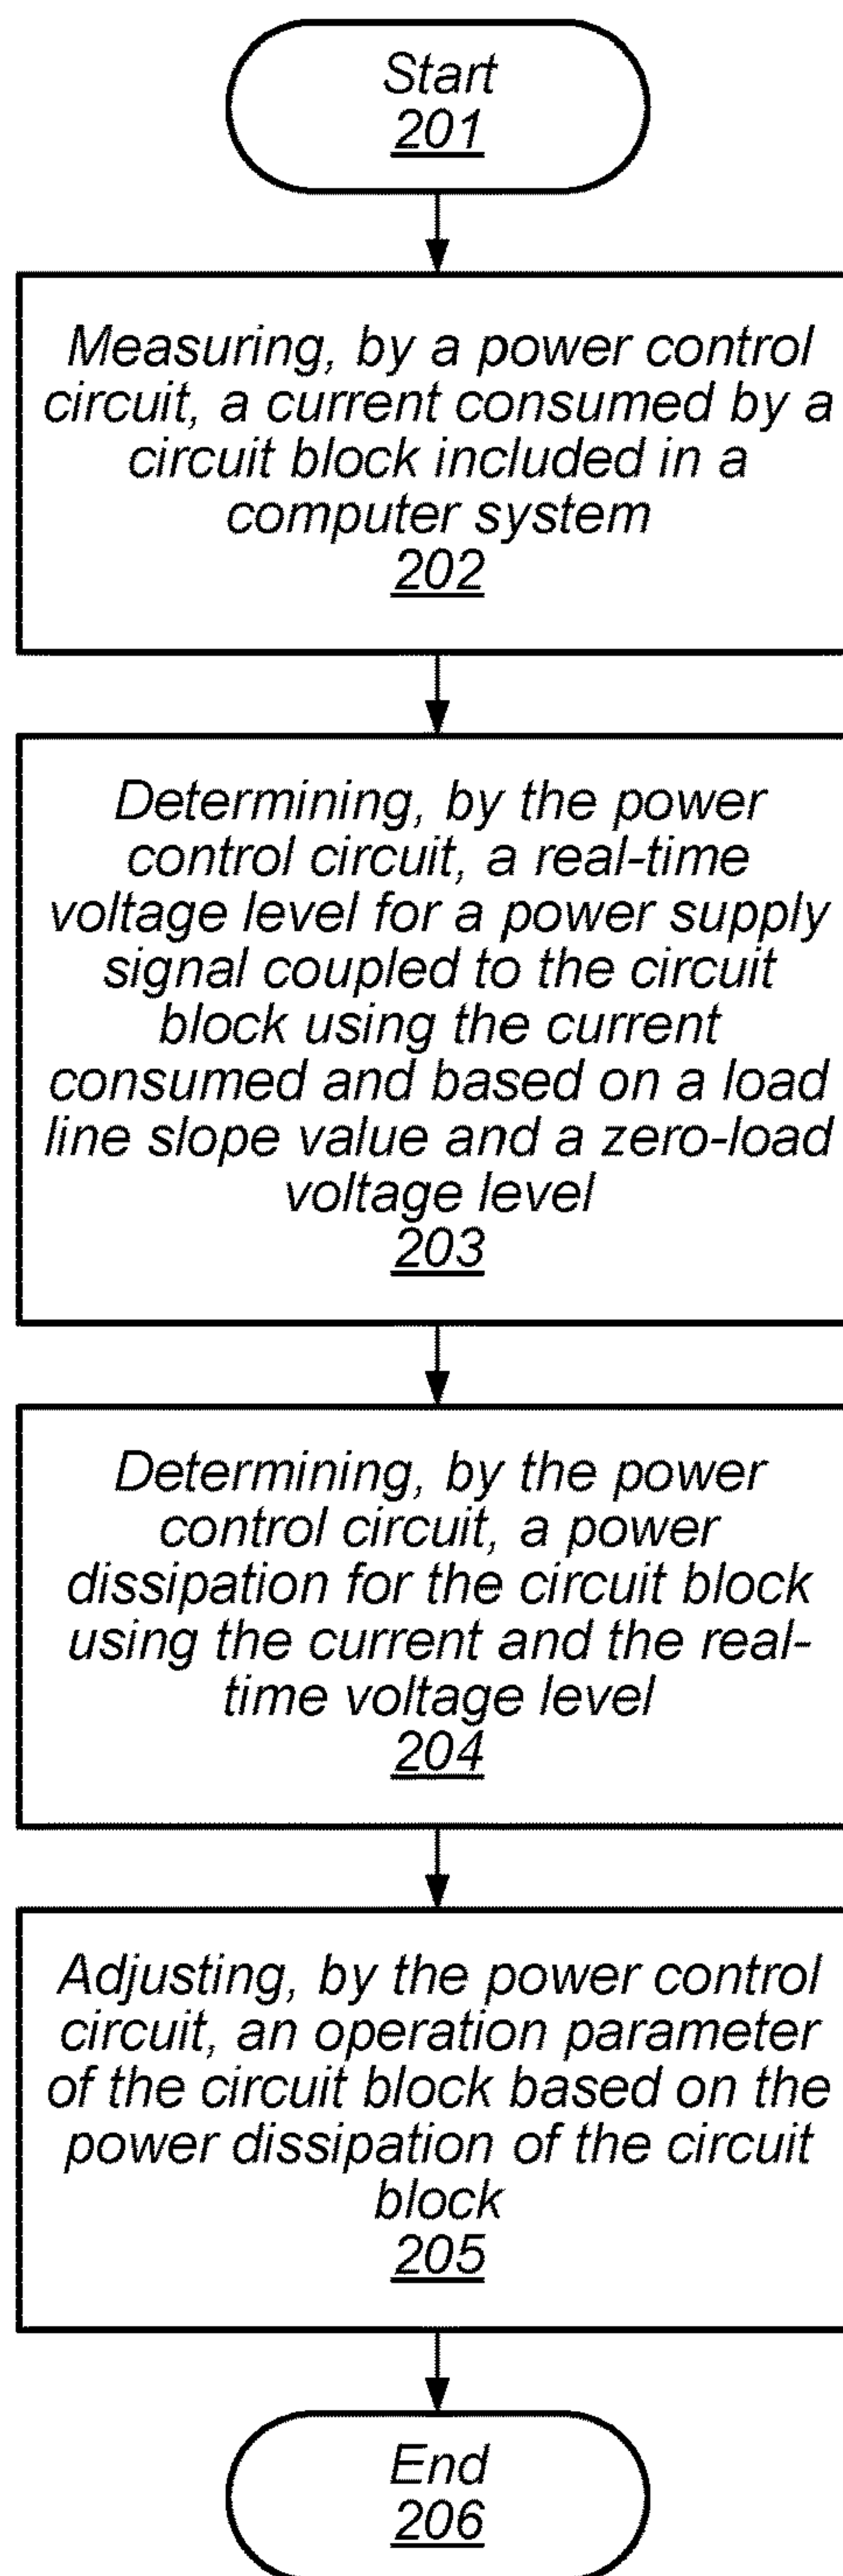 Start
201
Measuring, by a power control
circuit, a current consumed by a
circuit block included in a
computer system
202
Determining, by the power
control circuit, a real-time
voltage level for a power supply
signal coupled to the circuit
block using the current
consumed and based on a load
line slope value and a zero-load
voltage level
203
Determining, by the power
control circuit, a power
dissipation for the circuit block
using the current and the real-
time voltage level
204
Adjusting, by the power control
circuit, an operation parameter
of the circuit block based on the
power dissipation of the circuit
block
205
End
206